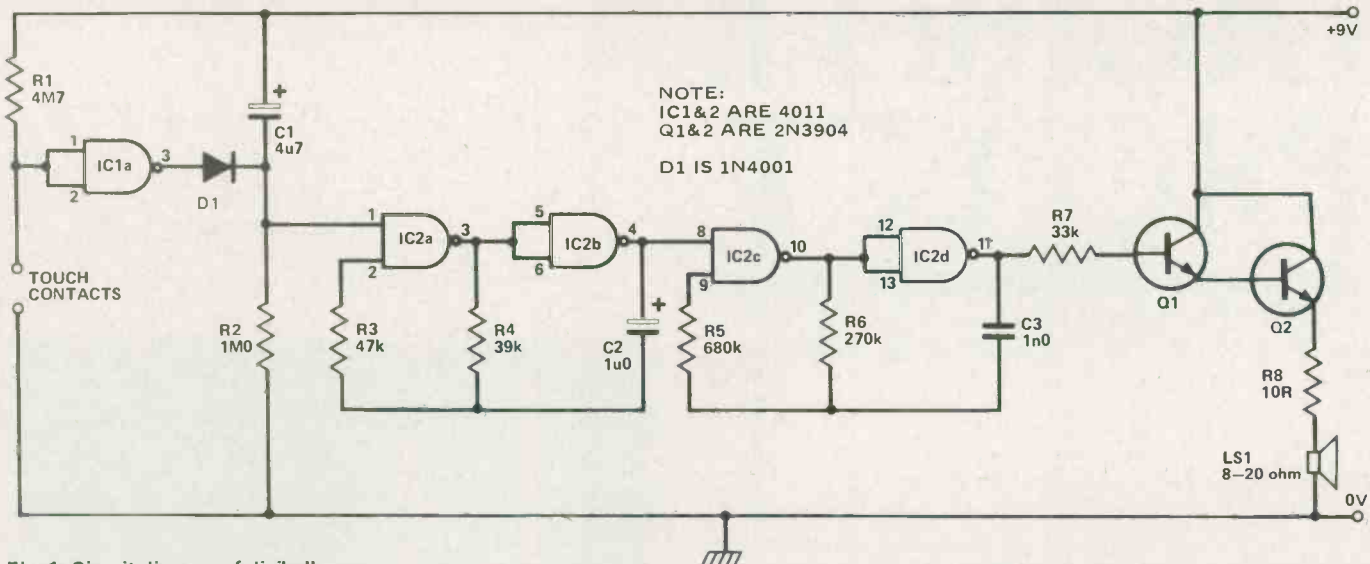 +9V
R1
4M7
+
C1
4u7
NOTE:
IC1&2 ARE 4011
Q1&2 ARE 2N3904
D1 IS 1N4001
1
2
IC1a
3
D1
TOUCH
CONTACTS
R2
1M0
1
2
IC2a
3
R3
47k
R4
39k
5
6
IC2b
4
+
C2
1u0
8
9
IC2c
10
R5
680k
R6
270k
12
13
IC2d
11
C3
1n0
R7
33k
Q1
Q2
R8
10R
LS1
8–20 ohm
0V